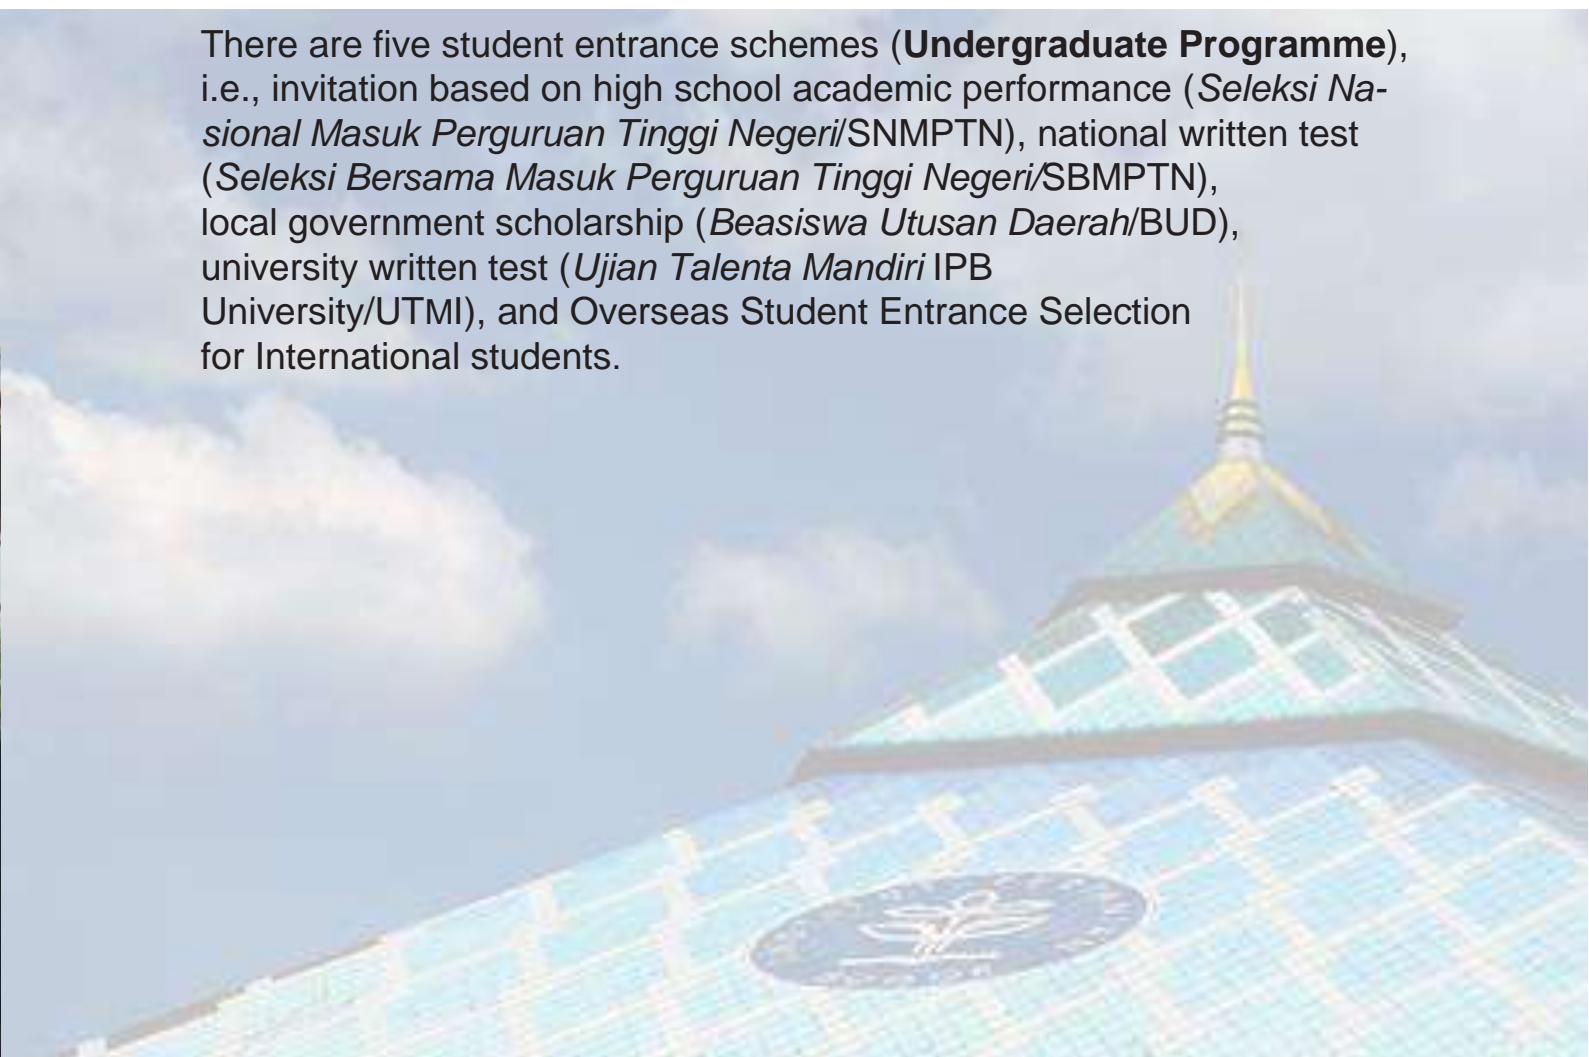 There are five student entrance schemes (Undergraduate Programme),
i.e., invitation based on high school academic performance (Seleksi Na-
sional Masuk Perguruan Tinggi Negeri/SNMPTN), national written test
(Seleksi Bersama Masuk Perguruan Tinggi Negeri/SBMPTN),
local government scholarship (Beasiswa Utusan Daerah/BUD),
university written test (Ujian Talenta Mandiri IPB
University/UTMI), and Overseas Student Entrance Selection
for International students.